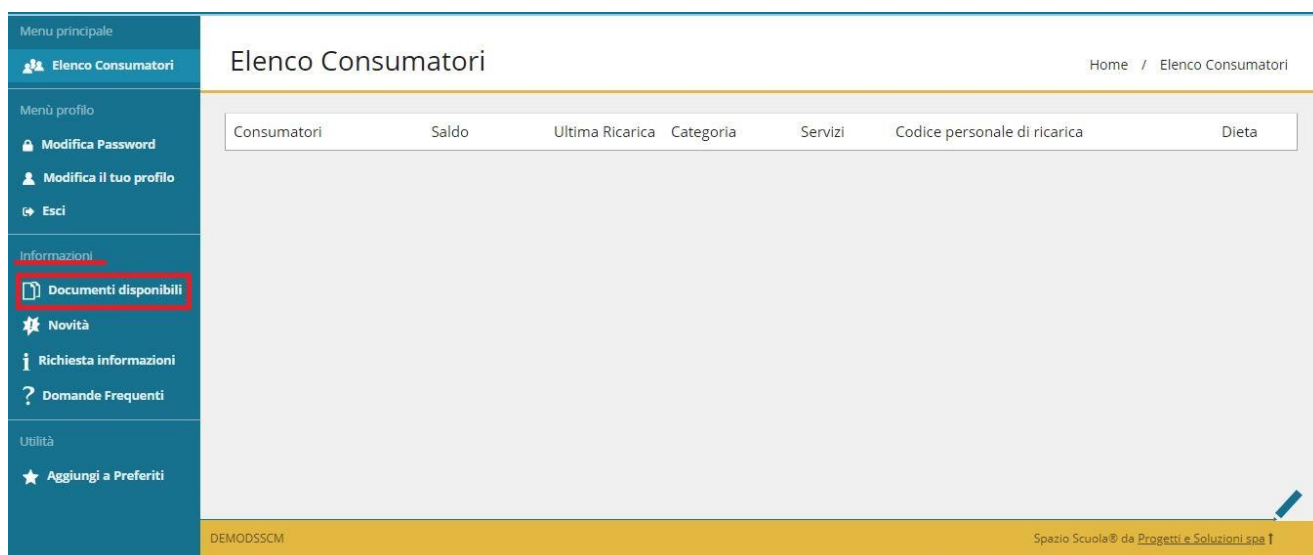 Menu principale
Elenco Consumatori
Menù profilo
Modifica Password
Modifica il tuo profilo
Esci
Informazioni
Documenti disponibili
Novità
Richiesta informazioni
Domande Frequenti
Utilità
Aggiungi a Preferiti
Elenco Consumatori
Home / Elenco Consumatori
Consumatori Saldo Ultima Ricarica Categoria Servizi Codice personale di ricarica Dieta
DEMODSSCM
Spazio Scuola® da Progetti e Soluzioni spa